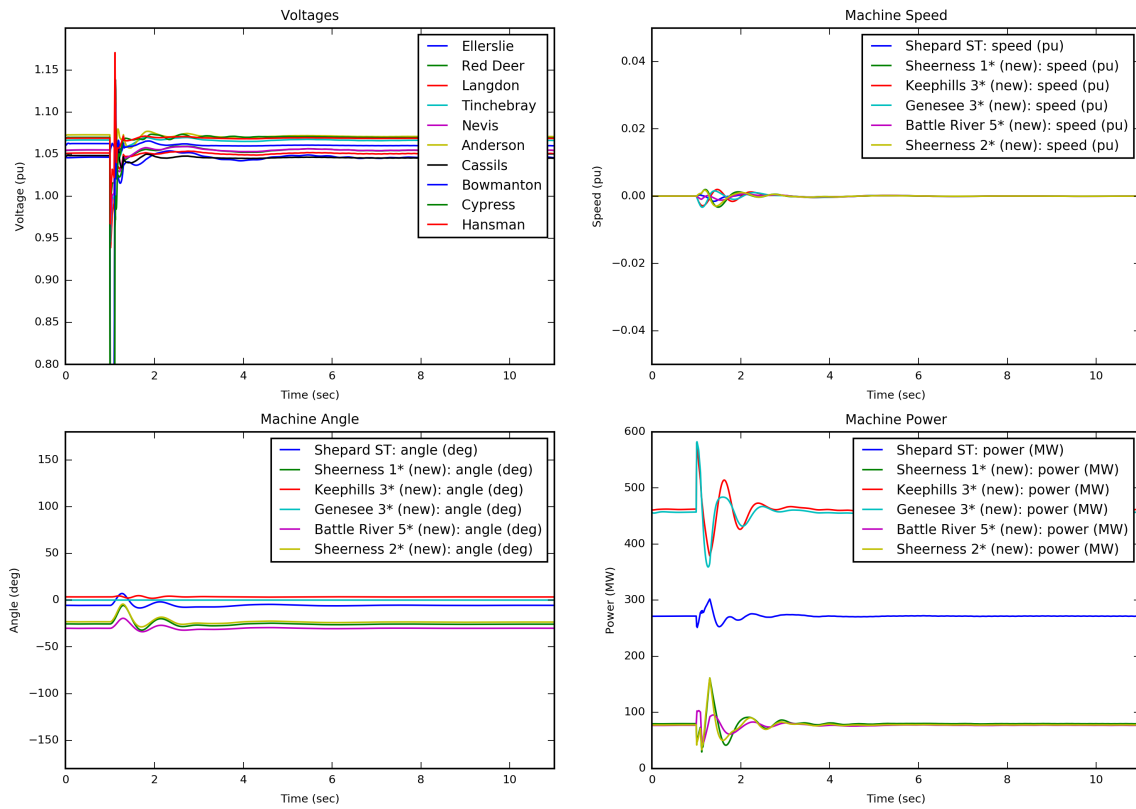 Voltages
1.15
1.10
1.05
1.00
0.95
0.90
0.85
0.80
Voltage (pu)
0
2
4
6
8
10
Time (sec)
Ellerslie
Red Deer
Langdon
Tinchebray
Nevis
Anderson
Cassils
Bowmanton
Cypress
Hansman
Machine Speed
0.04
0.02
0.00
−0.02
−0.04
Speed (pu)
0
2
4
6
8
10
Time (sec)
Shepard ST: speed (pu)
Sheerness 1* (new): speed (pu)
Keephills 3* (new): speed (pu)
Genesee 3* (new): speed (pu)
Battle River 5* (new): speed (pu)
Sheerness 2* (new): speed (pu)
Machine Angle
150
100
50
0
−50
−100
−150
Angle (deg)
0
2
4
6
8
10
Time (sec)
Shepard ST: angle (deg)
Sheerness 1* (new): angle (deg)
Keephills 3* (new): angle (deg)
Genesee 3* (new): angle (deg)
Battle River 5* (new): angle (deg)
Sheerness 2* (new): angle (deg)
Machine Power
600
500
400
300
200
100
0
Power (MW)
0
2
4
6
8
10
Time (sec)
Shepard ST: power (MW)
Sheerness 1* (new): power (MW)
Keephills 3* (new): power (MW)
Genesee 3* (new): power (MW)
Battle River 5* (new): power (MW)
Sheerness 2* (new): power (MW)